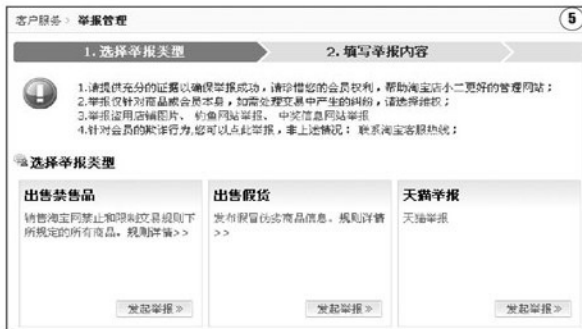 客户服务> 举报管理
⑤
1. 选择举报类型
2. 填写举报内容
1.请提供充分的证据以确保举报成功，请珍惜您的会员权利，帮助淘宝店小二更好的管理网站；
2.举报仅针对商品或会员本身，如需处理交易中产生的纠纷，请选择维权；
3.举报盗用店铺图片、 钓鱼网站举报、 中奖信息网站举报
4.针对会员的欺诈行为,您可以点此举报，非上述情况： 联系淘宝客服热线；
选择举报类型
出售禁售品
销售淘宝网禁止和限制交易规则下
所规定的所有商品。规则详情>>
发起举报»
出售假货
发布假冒伪劣商品信息。规则详情
>>
发起举报»
天猫举报
天猫举报
发起举报»